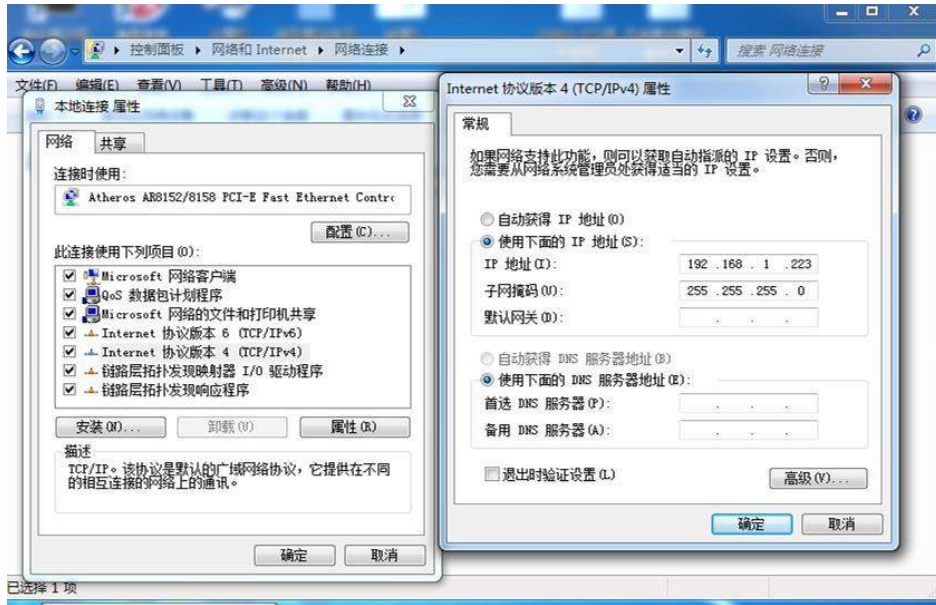 控制面板 ▸ 网络和 Internet ▸ 网络连接 ▸
搜索 网络连接
文件(F) 编辑(E) 查看(V) 工具(T) 高级(N) 帮助(H)
本地连接 属性
网络 共享
连接时使用:
Atheros AR8152/8158 PCI-E Fast Ethernet Contr
配置(C)...
此连接使用下列项目(O):
Microsoft 网络客户端
QoS 数据包计划程序
Microsoft 网络的文件和打印机共享
Internet 协议版本 6 (TCP/IPv6)
Internet 协议版本 4 (TCP/IPv4)
链路层拓扑发现映射器 I/O 驱动程序
链路层拓扑发现响应程序
安装(N)... 卸载(U) 属性(R)
描述
TCP/IP。该协议是默认的广域网络协议，它提供在不同
的相互连接的网络上的通讯。
确定 取消
已选择 1 项
Internet 协议版本 4 (TCP/IPv4) 属性
常规
如果网络支持此功能，则可以获取自动指派的 IP 设置。否则，
您需要从网络系统管理员处获得适当的 IP 设置。
自动获得 IP 地址(O)
使用下面的 IP 地址(S):
IP 地址(I): 192 .168 . 1 .223
子网掩码(U): 255 .255 .255 . 0
默认网关(D):
自动获得 DNS 服务器地址(B)
使用下面的 DNS 服务器地址(E):
首选 DNS 服务器(P):
备用 DNS 服务器(A):
退出时验证设置(L)
高级(V)...
确定 取消